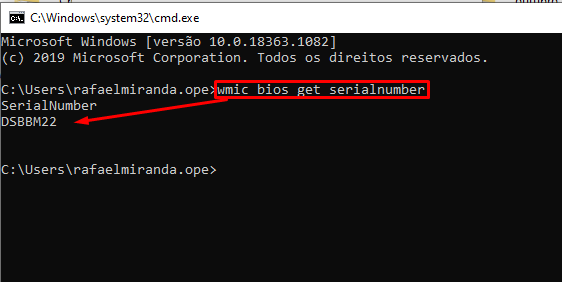 C:\Windows\system32\cmd.exe
Microsoft Windows [versão 10.0.18363.1082]
(c) 2019 Microsoft Corporation. Todos os direitos reservados.
C:\Users\rafaelmiranda.ope>wmic bios get serialnumber
SerialNumber
DSBBM22
C:\Users\rafaelmiranda.ope>